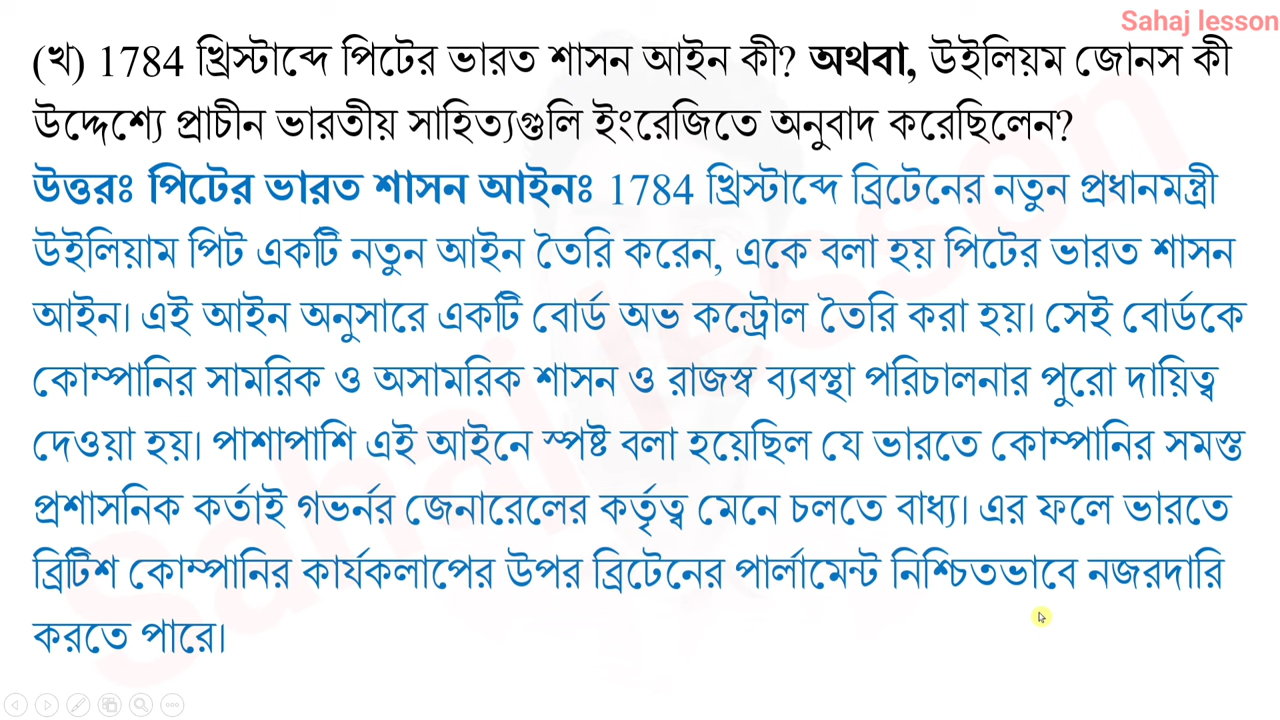 Sahaj lesson
(খ) 1784 খ্রিস্টাব্দে পিটের ভারত শাসন আইন কী? অথবা, উইলিয়ম জোনস কী
উদ্দেশ্যে প্রাচীন ভারতীয় সাহিত্যগুলি ইংরেজিতে অনুবাদ করেছিলেন?
উত্তরঃ পিটের ভারত শাসন আইনঃ 1784 খ্রিস্টাব্দে ব্রিটেনের নতুন প্রধানমন্ত্রী
উইলিয়াম পিট একটি নতুন আইন তৈরি করেন, একে বলা হয় পিটের ভারত শাসন
আইন। এই আইন অনুসারে একটি বোর্ড অভ কন্ট্রোল তৈরি করা হয়। সেই বোর্ডকে
কোম্পানির সামরিক ও অসামরিক শাসন ও রাজস্ব ব্যবস্থা পরিচালনার পুরো দায়িত্ব
দেওয়া হয়। পাশাপাশি এই আইনে স্পষ্ট বলা হয়েছিল যে ভারতে কোম্পানির সমস্ত
প্রশাসনিক কর্তাই গভর্নর জেনারেলের কর্তৃত্ব মেনে চলতে বাধ্য। এর ফলে ভারতে
ব্রিটিশ কোম্পানির কার্যকলাপের উপর ব্রিটেনের পার্লামেন্ট নিশ্চিতভাবে নজরদারি
করতে পারে।
Sahaj lesson